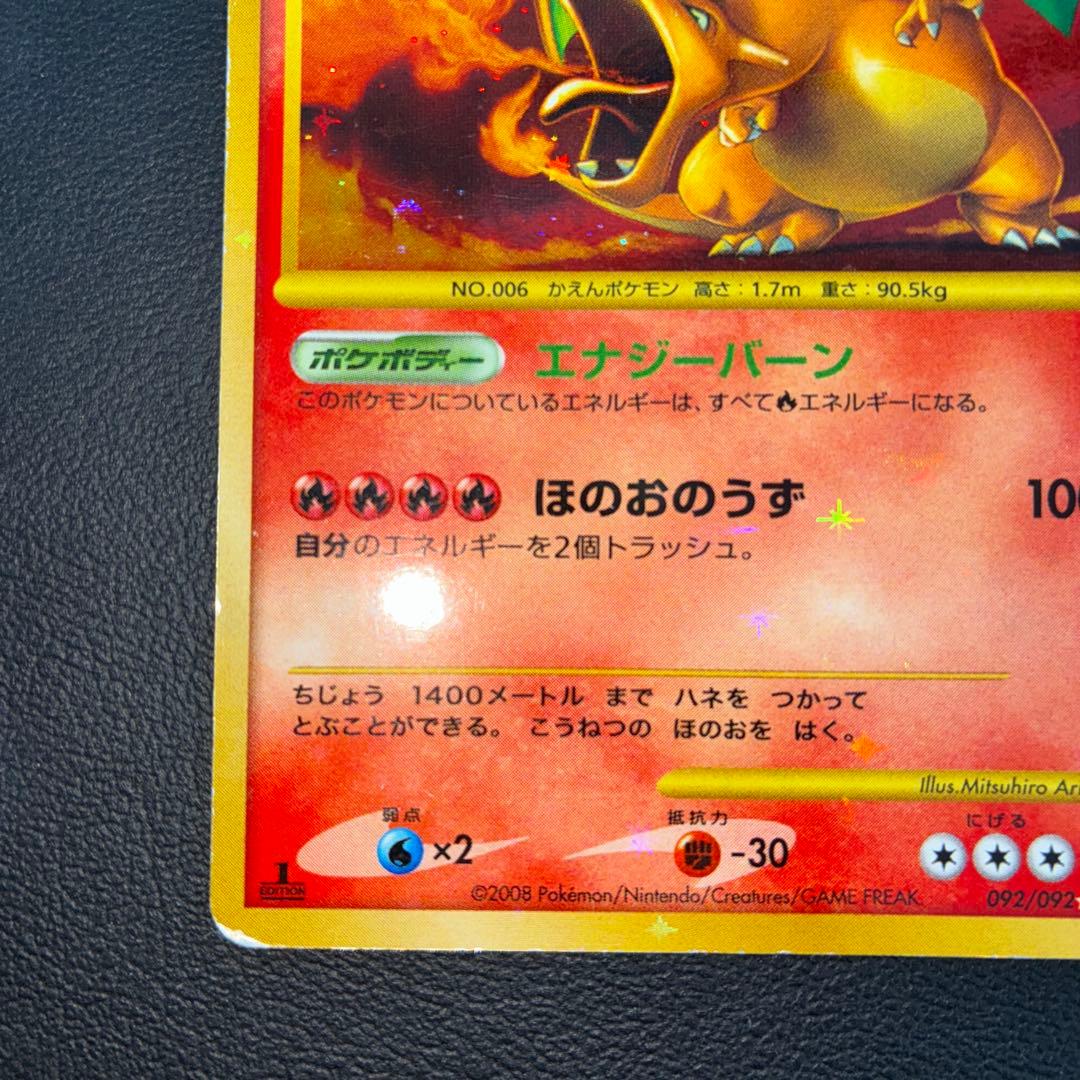 NO.006 かえんポケモン 高さ:1.7m 重さ:90.5kg
ポケボディー エナジーバーン
このポケモンについているエネルギーは、すべてエネルギーになる。
ほのおのうず 10
自分のエネルギーを2個トラッシュ。
ちじょう 1400メートル まで ハネを つかって
とぶことができる。 こうねつの ほのおを はく。
Illus.Mitsuhiro Ar
弱点 抵抗力 にげる
×2 -30
1 EDITION
©2008 Pokémon/Nintendo/Creatures/GAME FREAK. 092/092